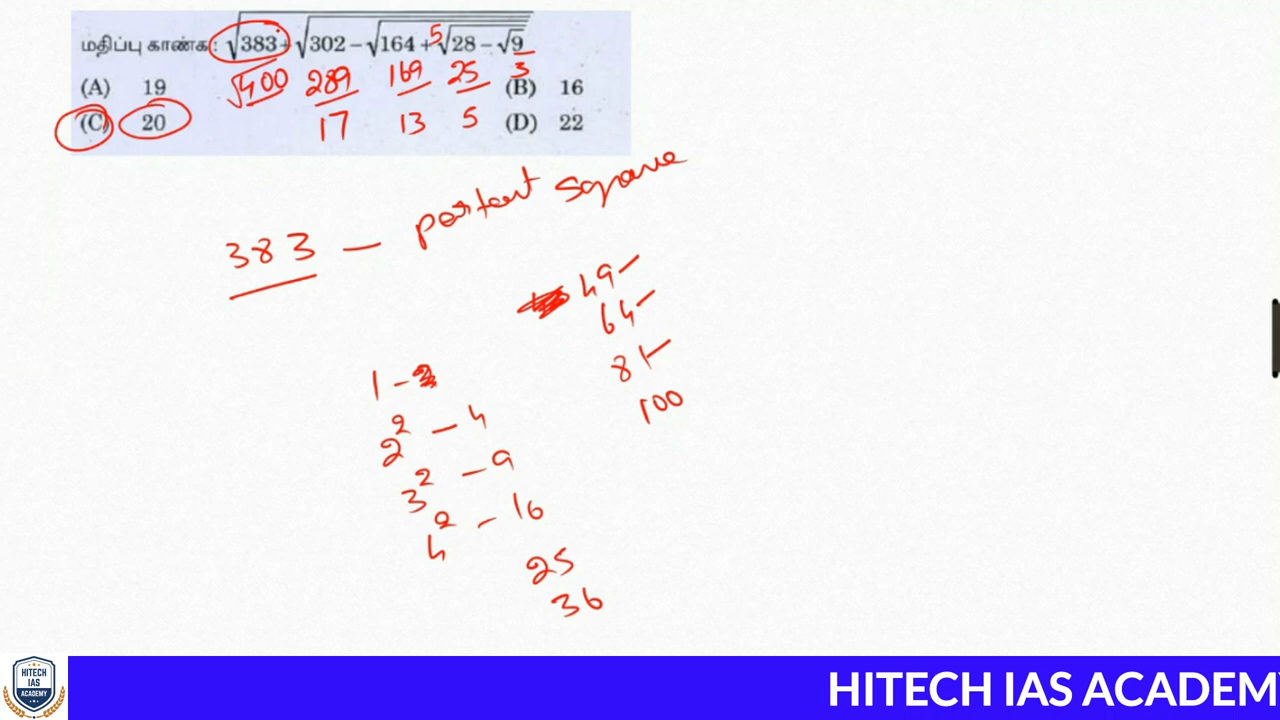 மதிப்பு காண்க : √383 + √302 − √164 + √28 − √9
5
(A) 19 (B) 16
√400 289 169 25 3
(C) 20 (D) 22
17 13 5
383 — perfect square
49 –
64 –
81 –
100
1 –
2² – 4
3² – 9
4² – 16
25
36
HITECH IAS ACADEMY
HITECH IAS ACADEM